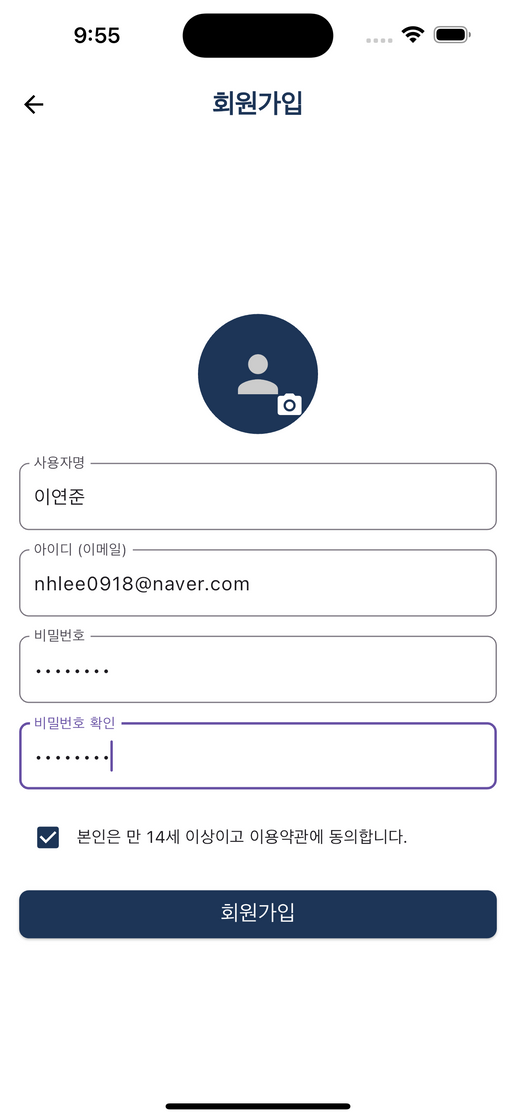 9:55
회원가입
사용자명
이연준
아이디 (이메일)
nhlee0918@naver.com
비밀번호
••••••••
비밀번호 확인
••••••••
본인은 만 14세 이상이고 이용약관에 동의합니다.
회원가입